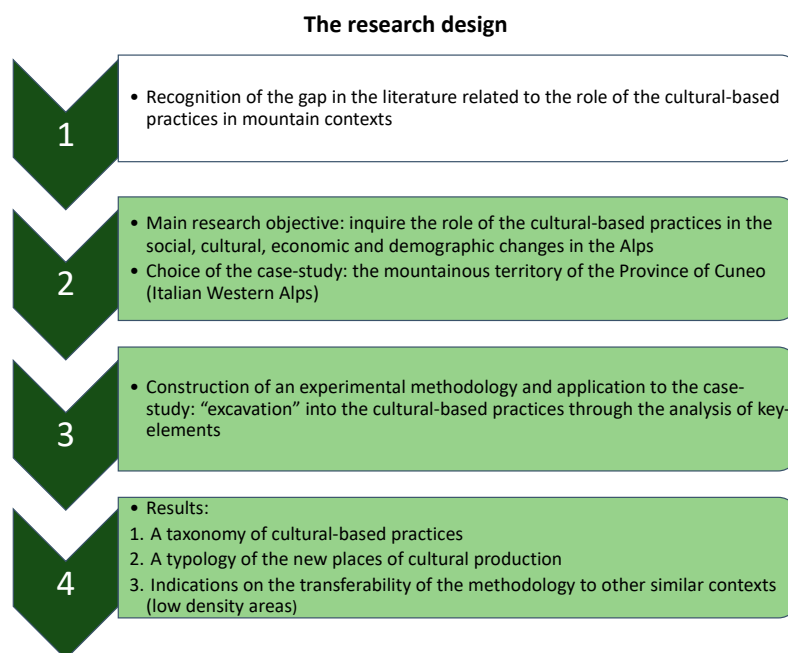 The research design
1
• Recognition of the gap in the literature related to the role of the cultural-based
practices in mountain contexts
2
• Main research objective: inquire the role of the cultural-based practices in the
social, cultural, economic and demographic changes in the Alps
• Choice of the case-study: the mountainous territory of the Province of Cuneo
(Italian Western Alps)
3
• Construction of an experimental methodology and application to the case-
study: “excavation” into the cultural-based practices through the analysis of key-
elements
4
• Results:
1. A taxonomy of cultural-based practices
2. A typology of the new places of cultural production
3. Indications on the transferability of the methodology to other similar contexts
(low density areas)